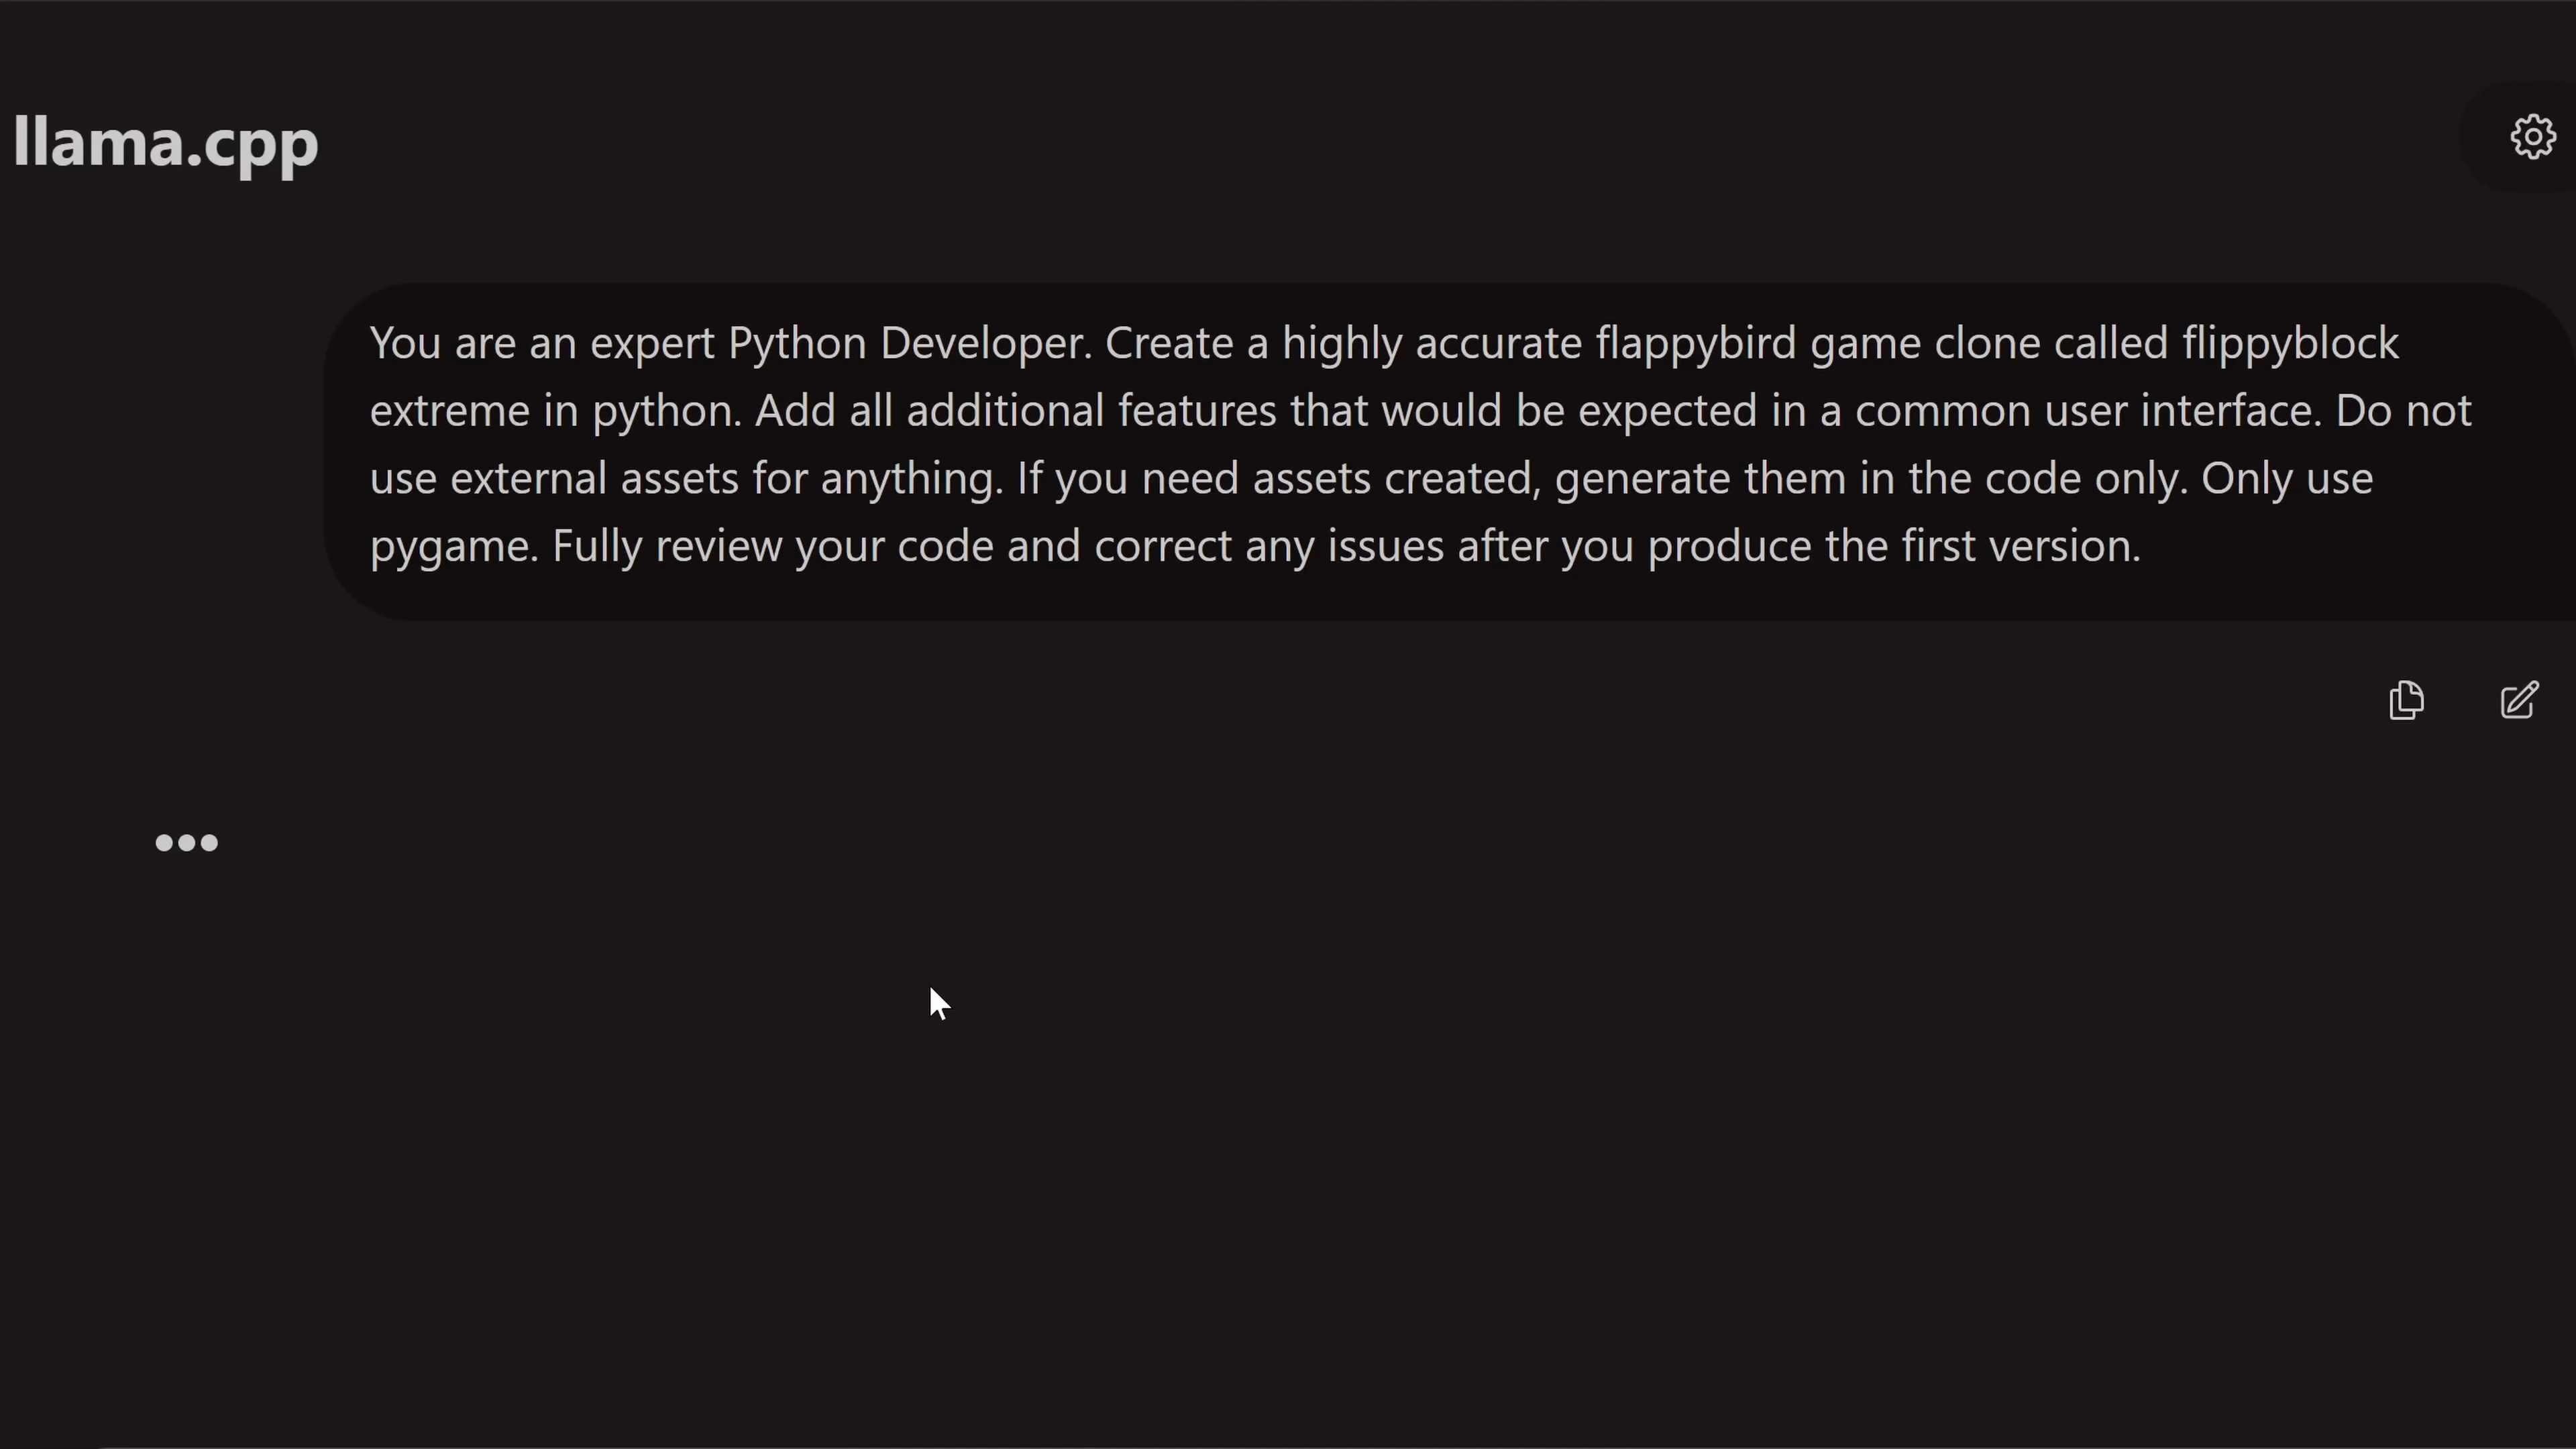 llama.cpp
You are an expert Python Developer. Create a highly accurate flappybird game clone called flippyblock
extreme in python. Add all additional features that would be expected in a common user interface. Do not
use external assets for anything. If you need assets created, generate them in the code only. Only use
pygame. Fully review your code and correct any issues after you produce the first version.